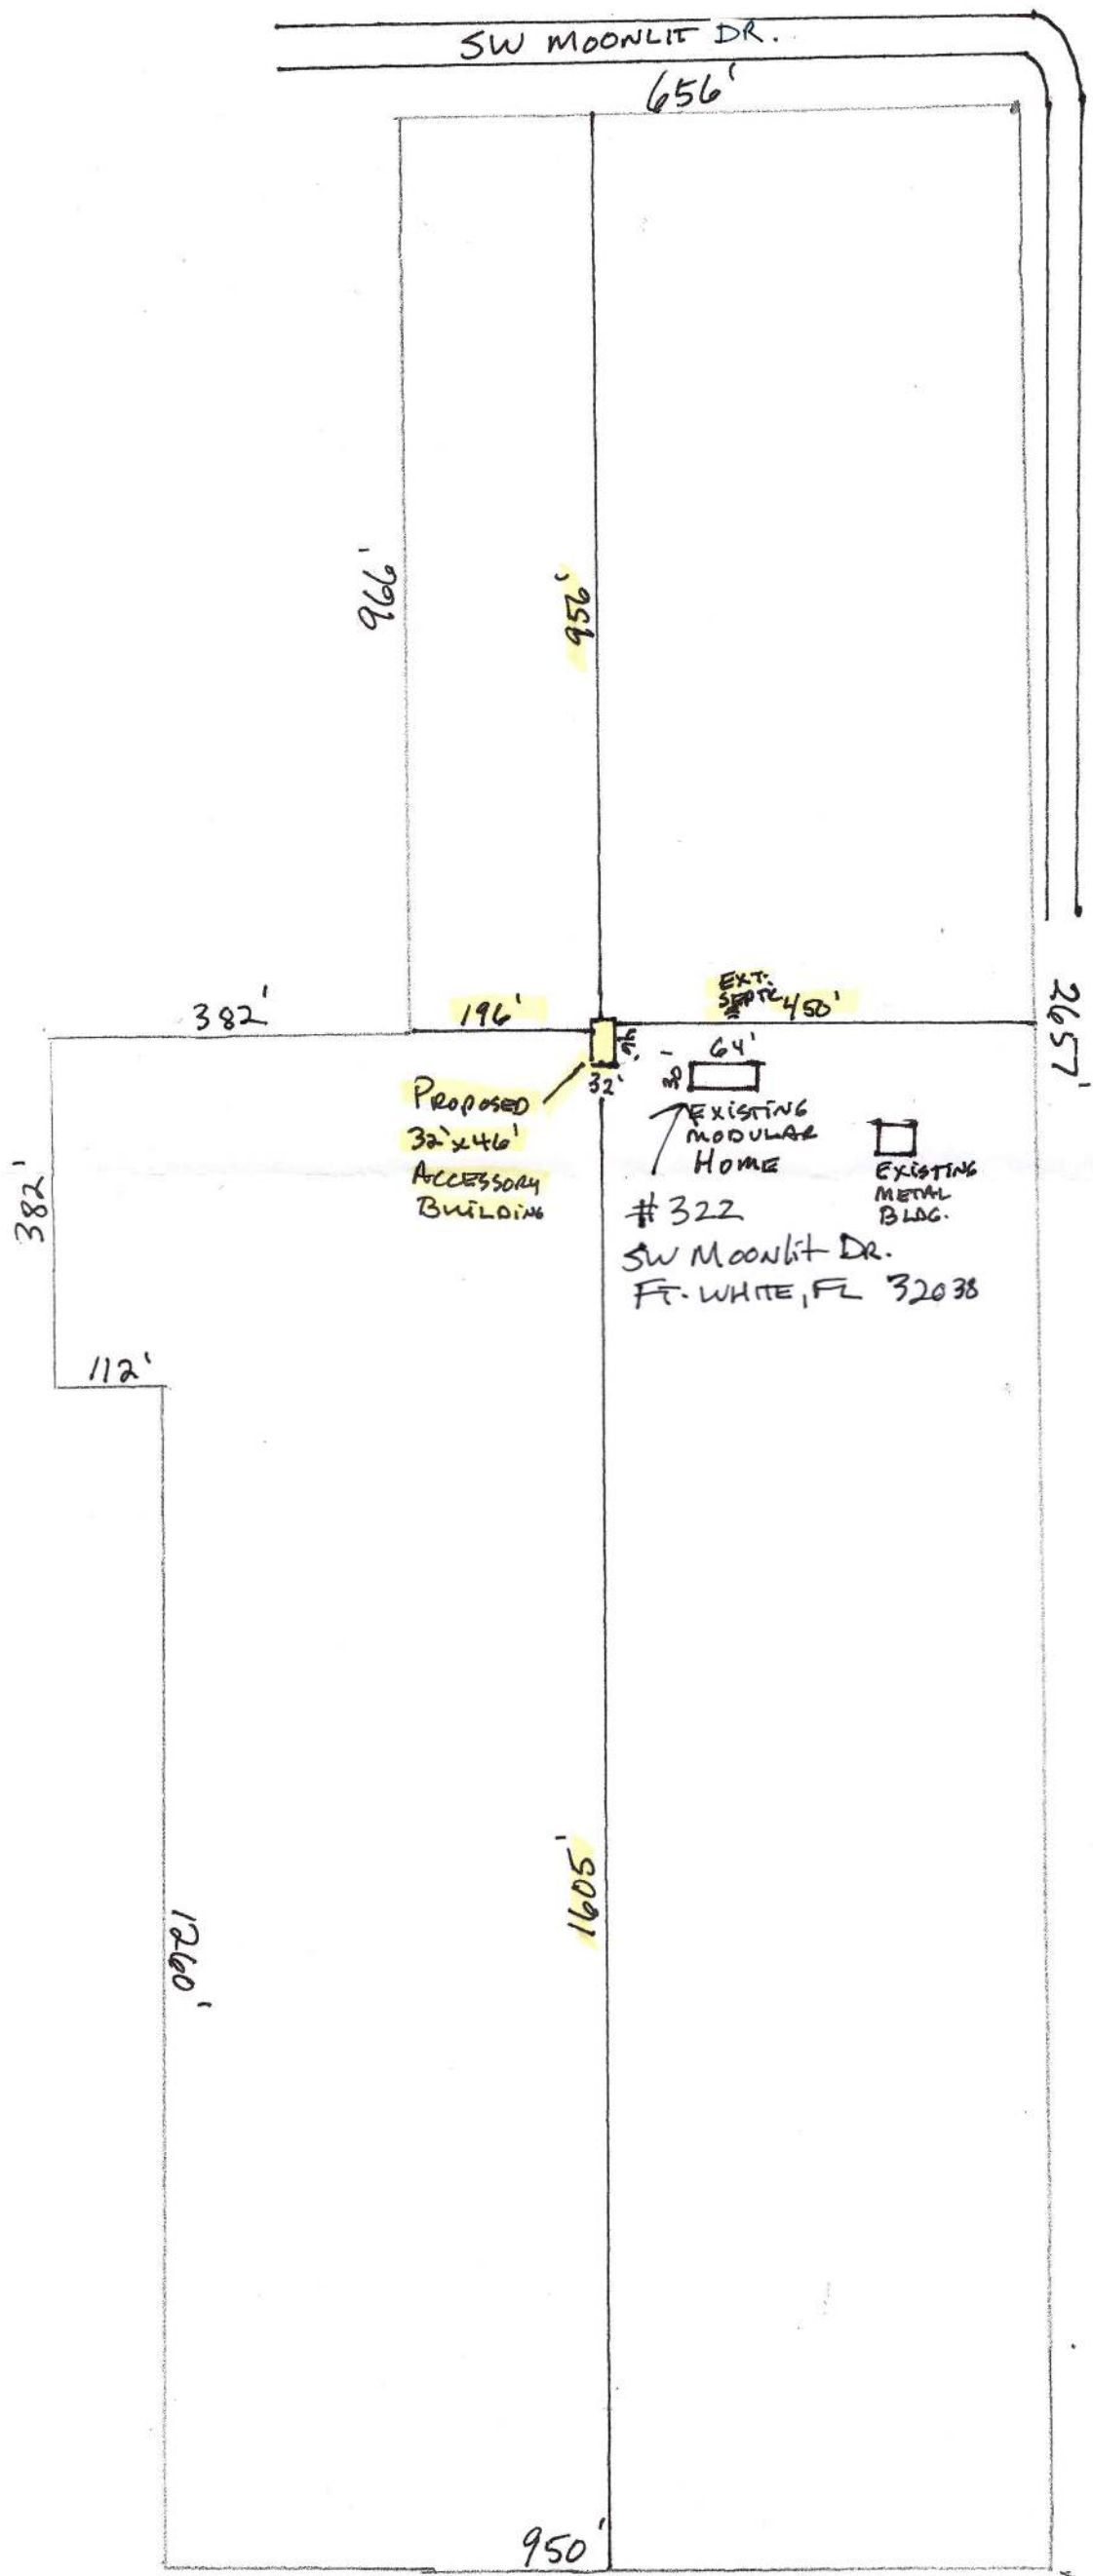 SW MOONLIT DR.
656'
966'
956'
382'
196'
EXT.
SEPTIC
450'
2657'
46'
32'
30'
64'
PROPOSED
32'x46'
ACCESSORY
BUILDING
EXISTING
MODULAR
HOME
EXISTING
METAL
BLDG.
382'
#322
SW MOONLit DR.
FT. WHITE, FL 32038
112'
1605'
1260'
950'